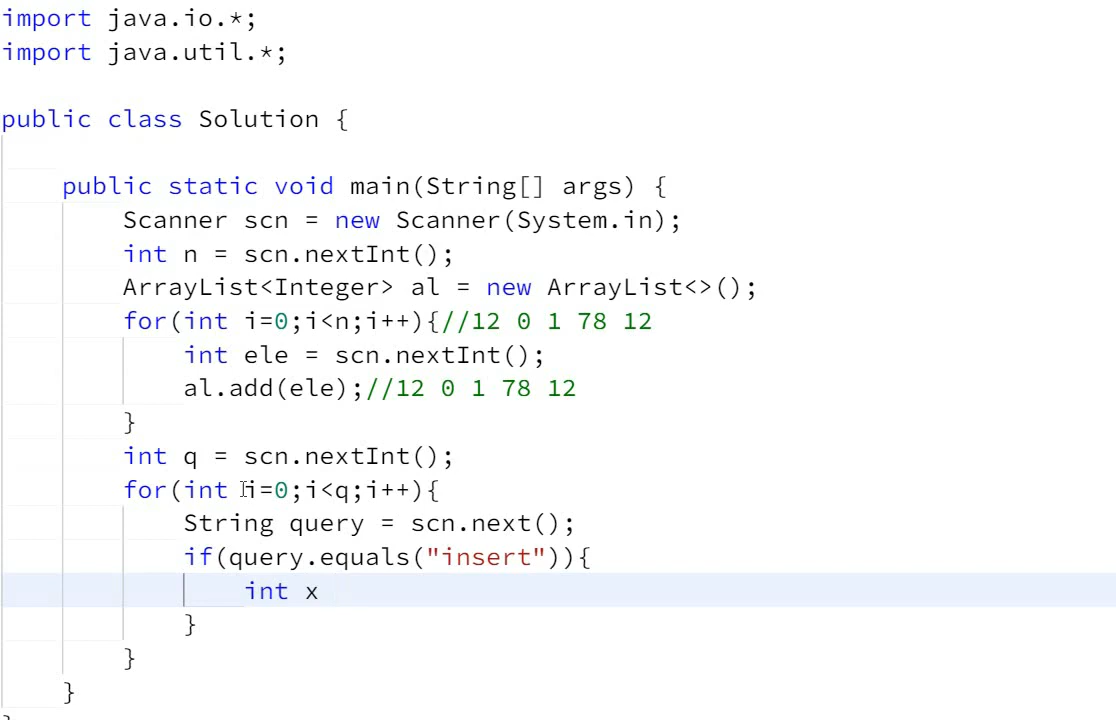 import java.io.*;
import java.util.*;
public class Solution {
public static void main(String[] args) {
Scanner scn = new Scanner(System.in);
int n = scn.nextInt();
ArrayList<Integer> al = new ArrayList<>();
for(int i=0;i<n;i++){//12 0 1 78 12
int ele = scn.nextInt();
al.add(ele);//12 0 1 78 12
}
int q = scn.nextInt();
for(int i=0;i<q;i++){
String query = scn.next();
if(query.equals("insert")){
int x
}
}
}
}